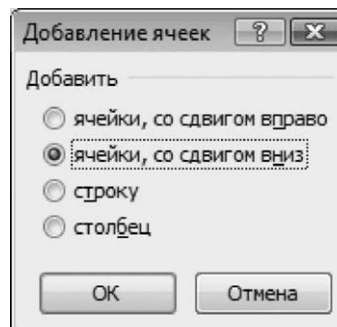 Добавление ячеек
Добавить
ячейки, со сдвигом вправо
ячейки, со сдвигом вниз
строку
столбец
ОК
Отмена